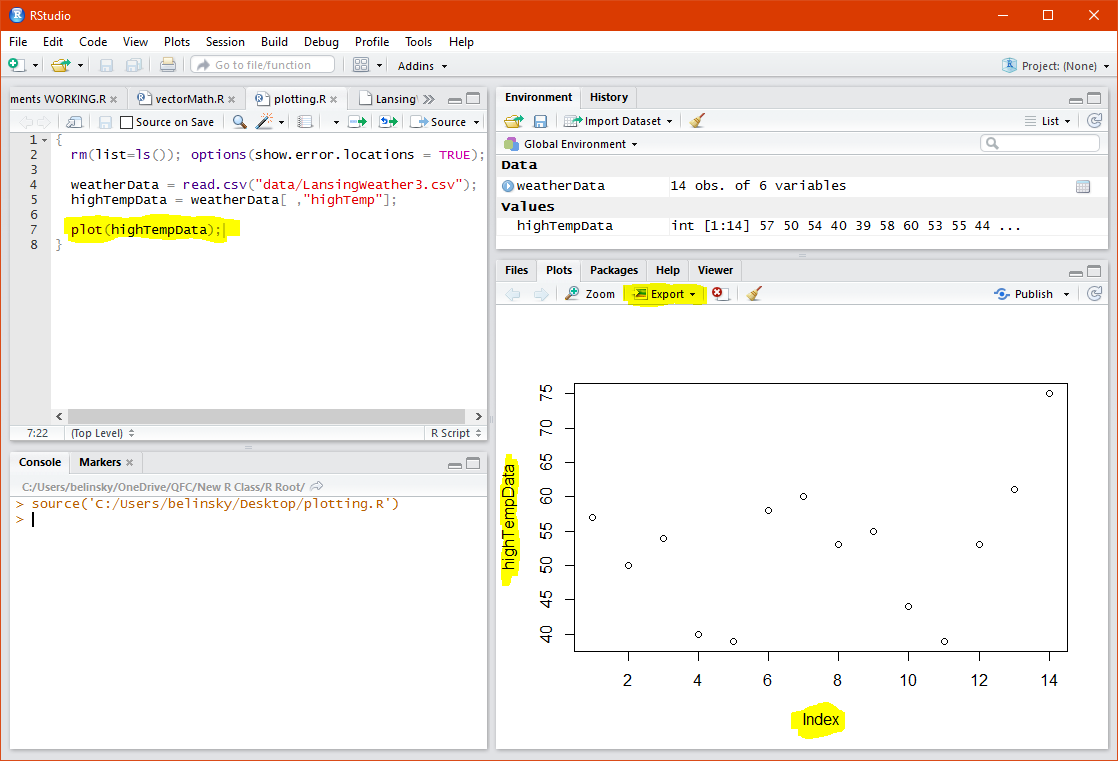 RStudio
File Edit Code View Plots Session Build Debug Profile Tools Help
Go to file/function Addins Project: (None)
ments WORKING.R vectorMath.R plotting.R Lansing
Source on Save Source
1 {
2 rm(list=ls()); options(show.error.locations = TRUE);
3
4 weatherData = read.csv("data/LansingWeather3.csv");
5 highTempData = weatherData[ ,"highTemp"];
6
7 plot(highTempData);
8 }
7:22 (Top Level) R Script
Console Markers
C:/Users/belinsky/OneDrive/QFC/New R Class/R Root/
> source('C:/Users/belinsky/Desktop/plotting.R')
>
Environment History
Import Dataset List
Global Environment
Data
weatherData 14 obs. of 6 variables
Values
highTempData int [1:14] 57 50 54 40 39 58 60 53 55 44 ...
Files Plots Packages Help Viewer
Zoom Export Publish
highTempData
75
70
65
60
55
50
45
40
2 4 6 8 10 12 14
Index